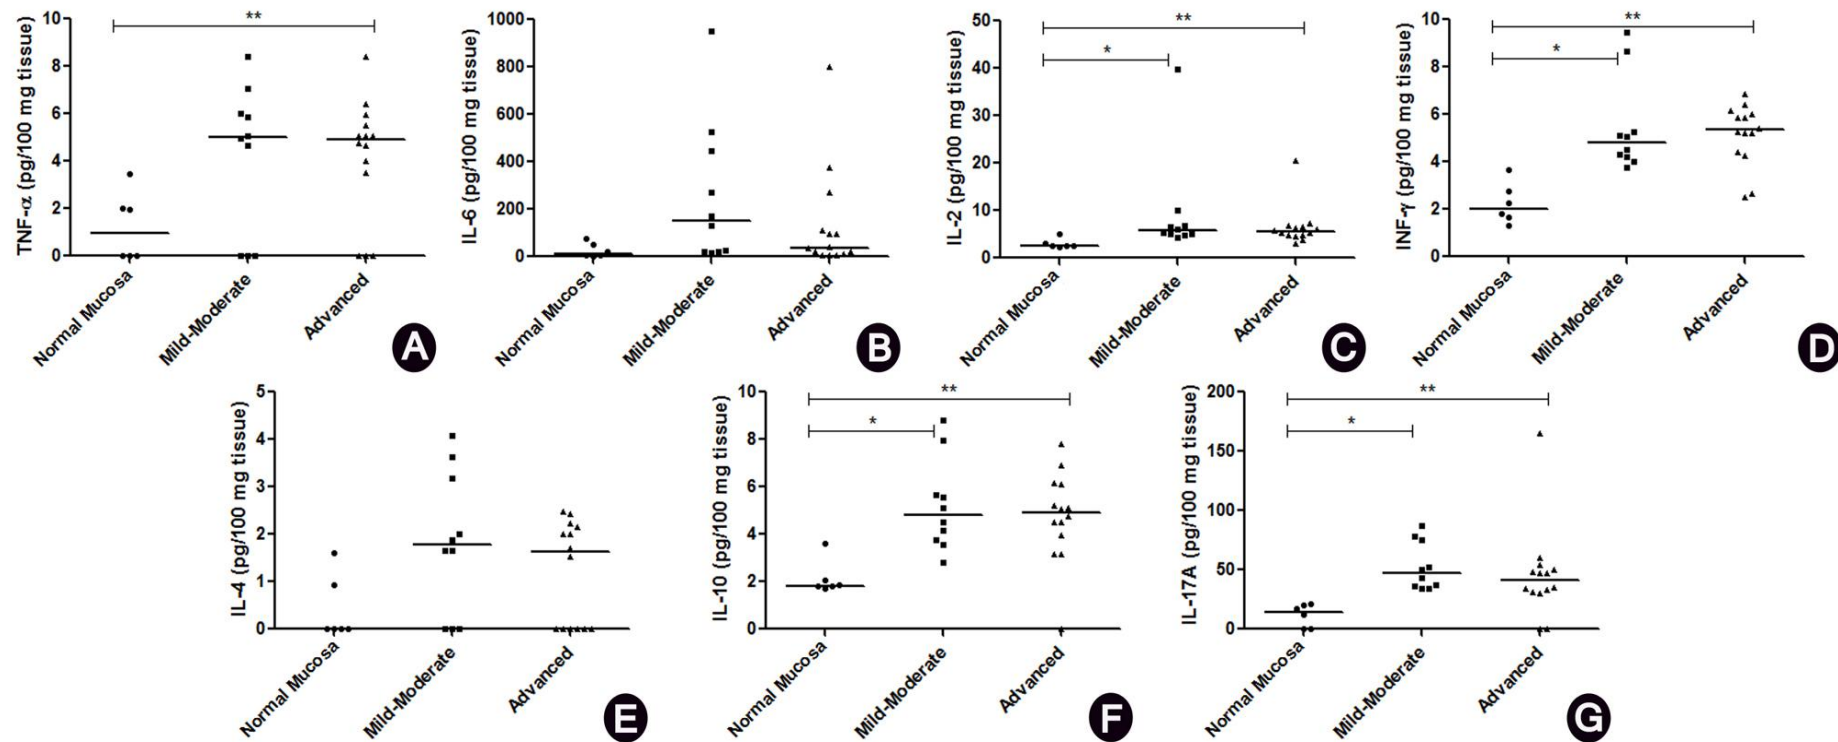 **
10
8
6
4
2
0
TNF-α (pg/100 mg tissue)
Normal Mucosa
Mild-Moderate
Advanced
A
1000
800
600
400
200
0
IL-6 (pg/100 mg tissue)
Normal Mucosa
Mild-Moderate
Advanced
B
**
*
50
40
30
20
10
0
IL-2 (pg/100 mg tissue)
Normal Mucosa
Mild-Moderate
Advanced
C
**
*
10
8
6
4
2
0
INF-γ (pg/100 mg tissue)
Normal Mucosa
Mild-Moderate
Advanced
D
5
4
3
2
1
0
IL-4 (pg/100 mg tissue)
Normal Mucosa
Mild-Moderate
Advanced
E
**
*
10
8
6
4
2
0
IL-10 (pg/100 mg tissue)
Normal Mucosa
Mild-Moderate
Advanced
F
**
*
200
150
100
50
0
IL-17A (pg/100 mg tissue)
Normal Mucosa
Mild-Moderate
Advanced
G